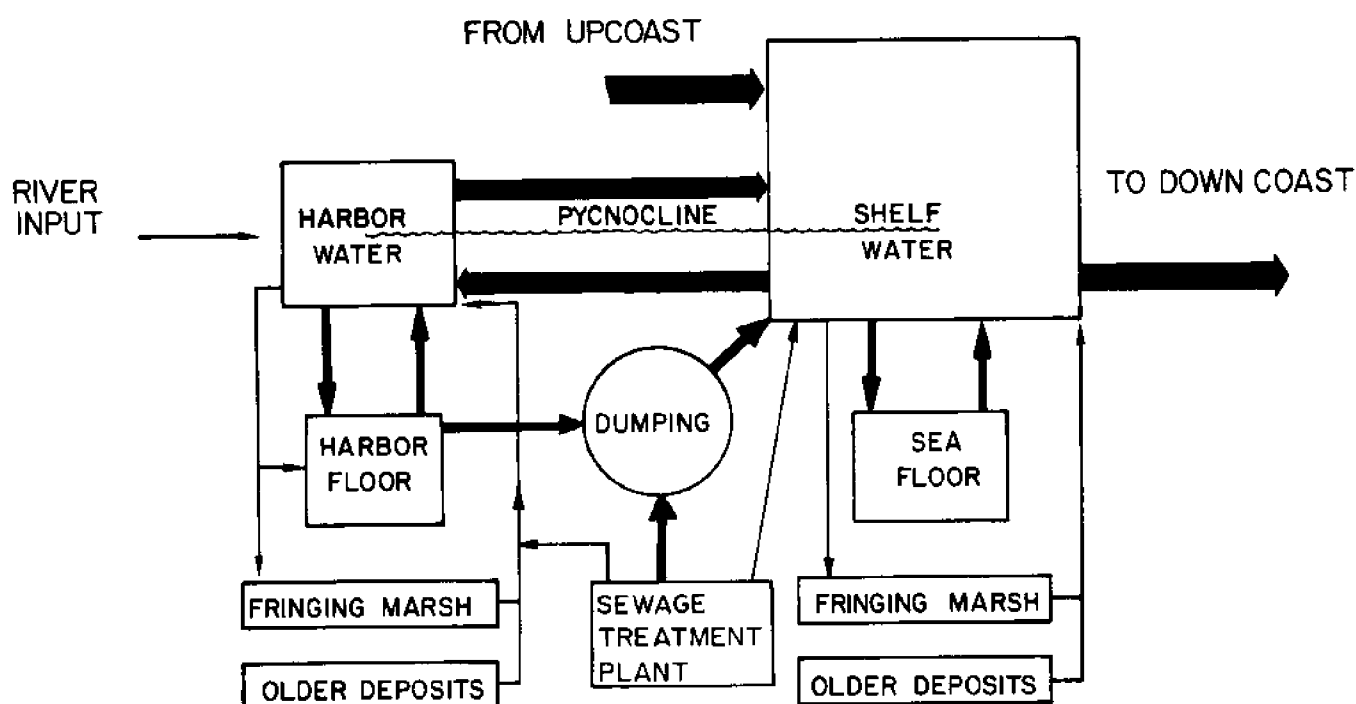 FROM UPCOAST
RIVER
INPUT
HARBOR
WATER
PYCNOCLINE
SHELF
WATER
TO DOWN COAST
HARBOR
FLOOR
DUMPING
SEA
FLOOR
FRINGING MARSH
SEWAGE
TREATMENT
PLANT
FRINGING MARSH
OLDER DEPOSITS
OLDER DEPOSITS